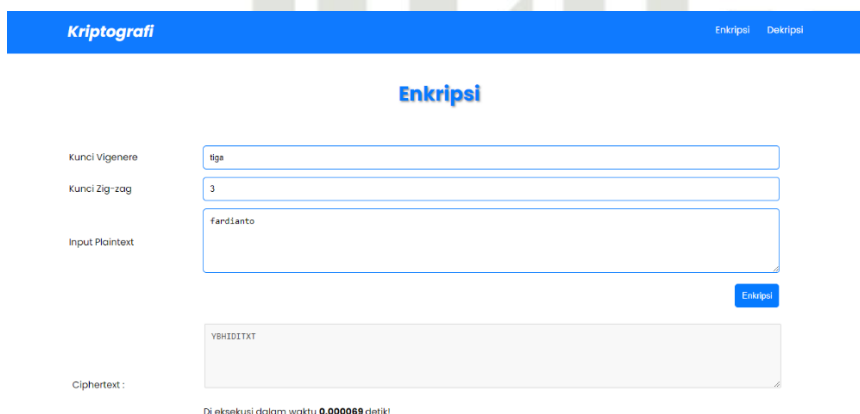 Kriptografi Enkripsi Dekripsi
Enkripsi
Kunci Vigenere tiga
Kunci Zig-zag 3
Input Plaintext fardianto
Enkripsi
Ciphertext : YBHIDITXT
Di eksekusi dalam waktu 0.000069 detik!